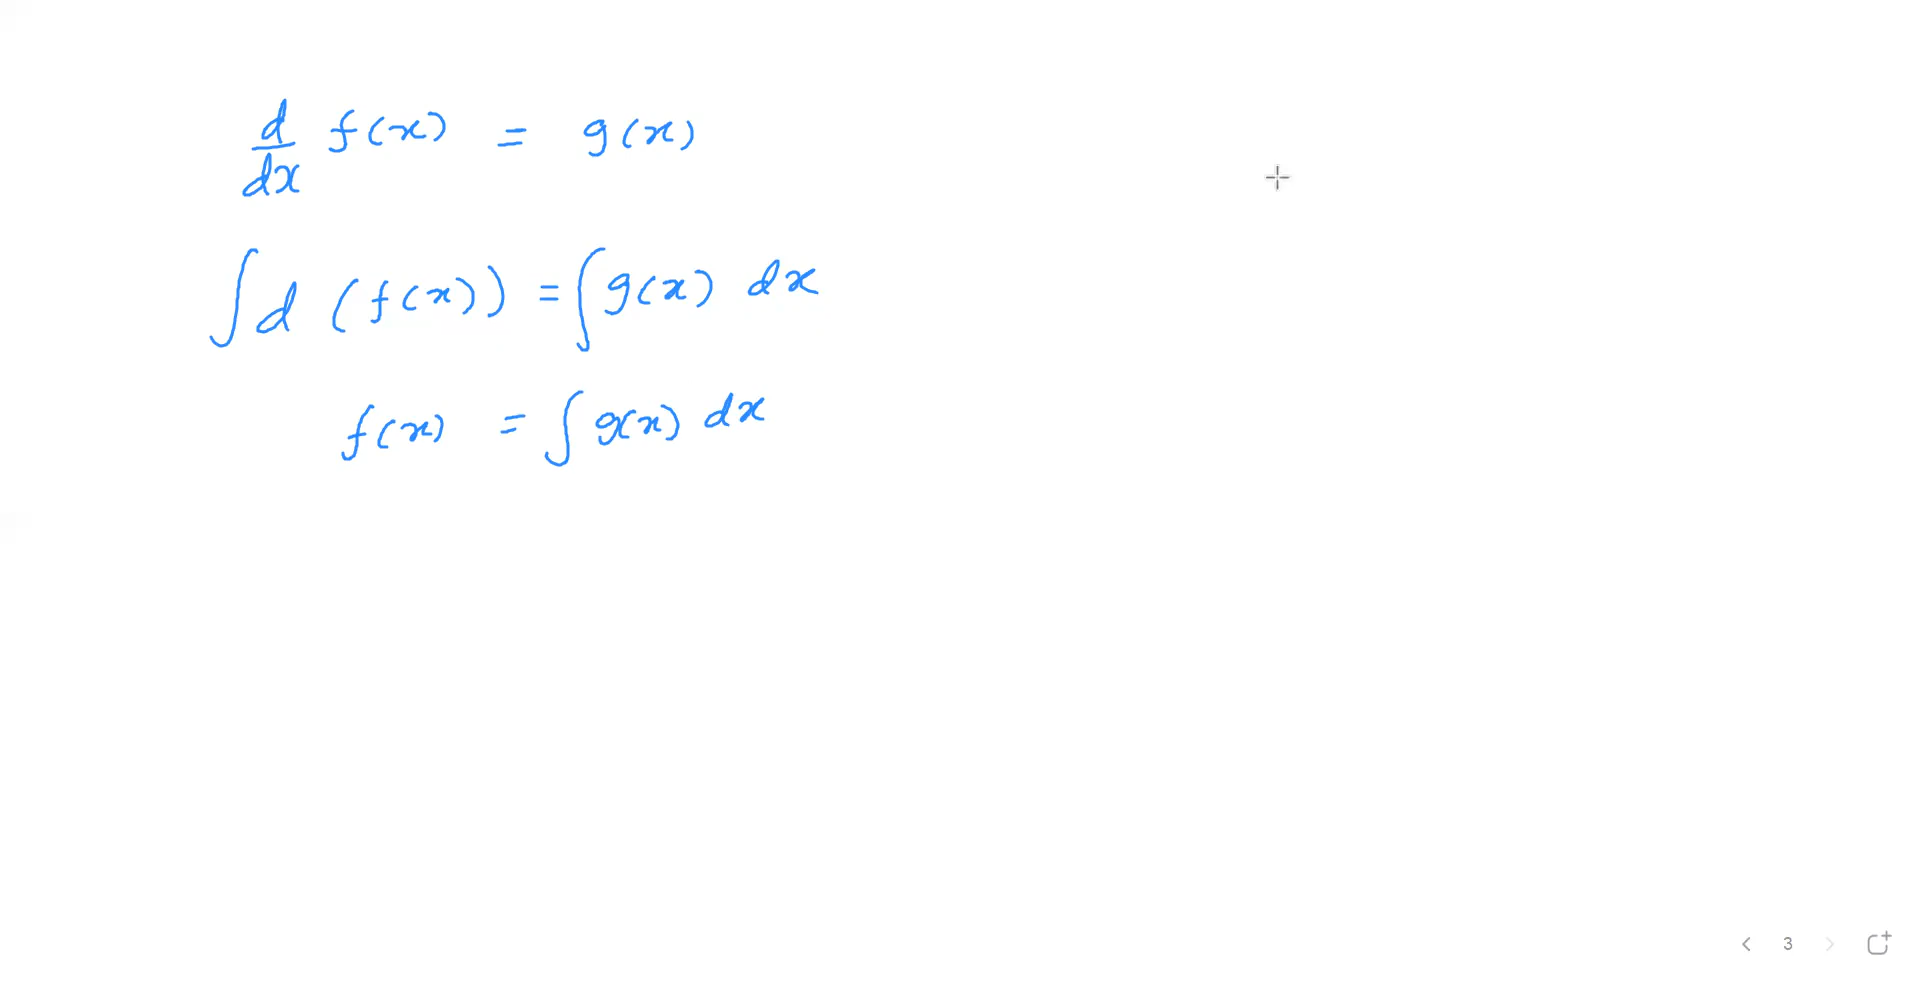 d/dx f(x) = g(x)
∫ d (f(x)) = ∫ g(x) dx
f(x) = ∫ g(x) dx
3